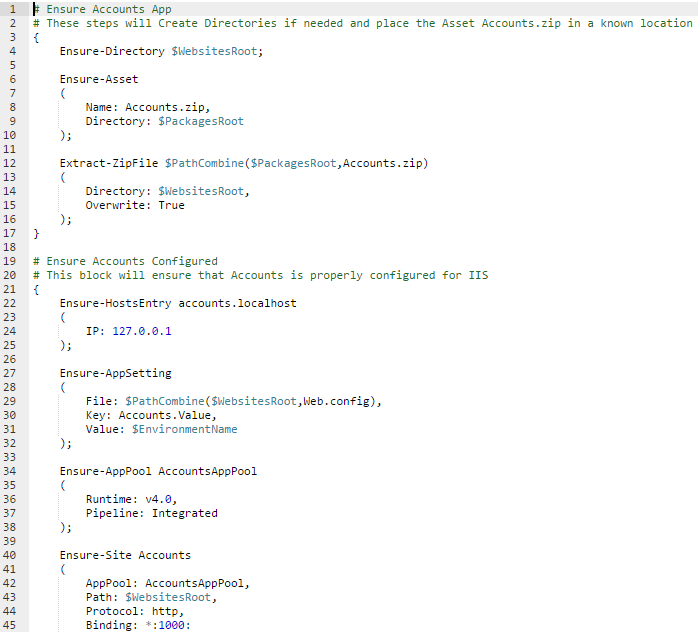 1 # Ensure Accounts App
2 # These steps will Create Directories if needed and place the Asset Accounts.zip in a known location
3 {
4     Ensure-Directory $WebsitesRoot;
5
6     Ensure-Asset
7     (
8         Name: Accounts.zip,
9         Directory: $PackagesRoot
10     );
11
12     Extract-ZipFile $PathCombine($PackagesRoot,Accounts.zip)
13     (
14         Directory: $WebsitesRoot,
15         Overwrite: True
16     );
17 }
18
19 # Ensure Accounts Configured
20 # This block will ensure that Accounts is properly configured for IIS
21 {
22     Ensure-HostsEntry accounts.localhost
23     (
24         IP: 127.0.0.1
25     );
26
27     Ensure-AppSetting
28     (
29         File: $PathCombine($WebsitesRoot,Web.config),
30         Key: Accounts.Value,
31         Value: $EnvironmentName
32     );
33
34     Ensure-AppPool AccountsAppPool
35     (
36         Runtime: v4.0,
37         Pipeline: Integrated
38     );
39
40     Ensure-Site Accounts
41     (
42         AppPool: AccountsAppPool,
43         Path: $WebsitesRoot,
44         Protocol: http,
45         Binding: *:1000: